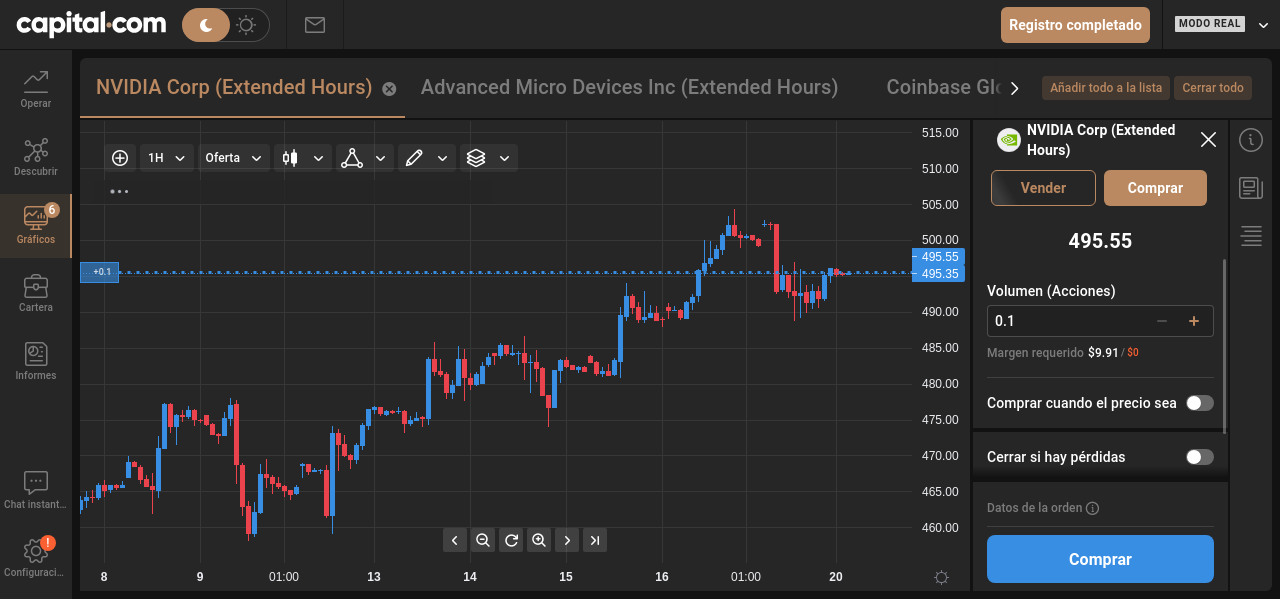 capital.com
Registro completado
MODO REAL
Operar
Descubrir
6
Gráficos
Cartera
Informes
Chat instant...
!
Configuraci...
NVIDIA Corp (Extended Hours)
Advanced Micro Devices Inc (Extended Hours)
Coinbase Glo
Añadir todo a la lista
Cerrar todo
1H
Oferta
+0.1
515.00
510.00
505.00
500.00
495.55
495.35
490.00
485.00
480.00
475.00
470.00
465.00
460.00
8
9
01:00
13
14
15
16
01:00
20
NVIDIA Corp (Extended
Hours)
Vender
Comprar
495.55
Volumen (Acciones)
0.1
Margen requerido $9.91 / $0
Comprar cuando el precio sea
Cerrar si hay pérdidas
Datos de la orden
Comprar